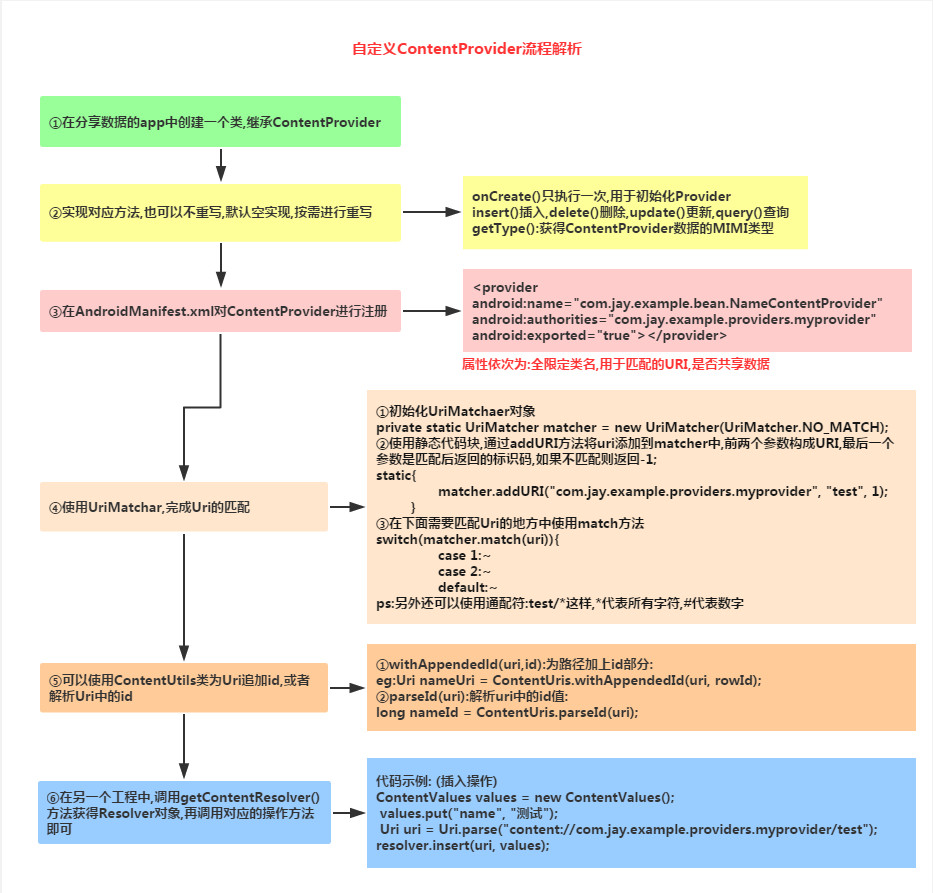 自定义ContentProvider流程解析
①在分享数据的app中创建一个类,继承ContentProvider
②实现对应方法,也可以不重写,默认空实现,按需进行重写
onCreate()只执行一次,用于初始化Provider
insert()插入,delete()删除,update()更新,query()查询
getType():获得ContentProvider数据的MIMI类型
③在AndroidManifest.xml对ContentProvider进行注册
<provider
android:name="com.jay.example.bean.NameContentProvider"
android:authorities="com.jay.example.providers.myprovider"
android:exported="true"></provider>
属性依次为:全限定类名,用于匹配的URI,是否共享数据
④使用UriMatchar,完成Uri的匹配
①初始化UriMatchaer对象
private static UriMatcher matcher = new UriMatcher(UriMatcher.NO_MATCH);
②使用静态代码块,通过addURI方法将uri添加到matcher中,前两个参数构成URI,最后一个
参数是匹配后返回的标识码,如果不匹配则返回-1;
static{
matcher.addURI("com.jay.example.providers.myprovider", "test", 1);
}
③在下面需要匹配Uri的地方中使用match方法
switch(matcher.match(uri)){
case 1:~
case 2:~
default:~
ps:另外还可以使用通配符:test/*这样,*代表所有字符,#代表数字
⑤可以使用ContentUtils类为Uri追加id,或者
解析Uri中的id
①withAppendedId(uri,id):为路径加上id部分:
eg:Uri nameUri = ContentUris.withAppendedId(uri, rowId);
②parseId(uri):解析uri中的id值:
long nameId = ContentUris.parseId(uri);
⑥在另一个工程中,调用getContentResolver()
方法获得Resolver对象,再调用对应的操作方法
即可
代码示例: (插入操作)
ContentValues values = new ContentValues();
values.put("name", "测试");
Uri uri = Uri.parse("content://com.jay.example.providers.myprovider/test");
resolver.insert(uri, values);